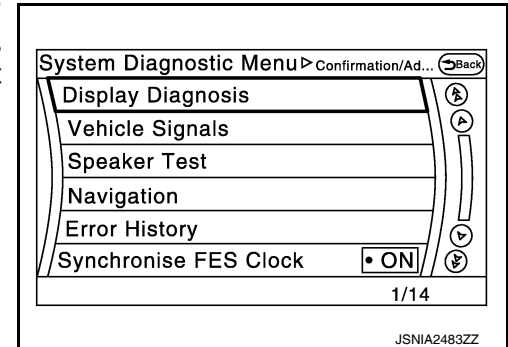 System Diagnostic Menu ▷ Confirmation/Ad... Back
Display Diagnosis
Vehicle Signals
Speaker Test
Navigation
Error History
Synchronise FES Clock • ON
1/14
JSNIA2483ZZ